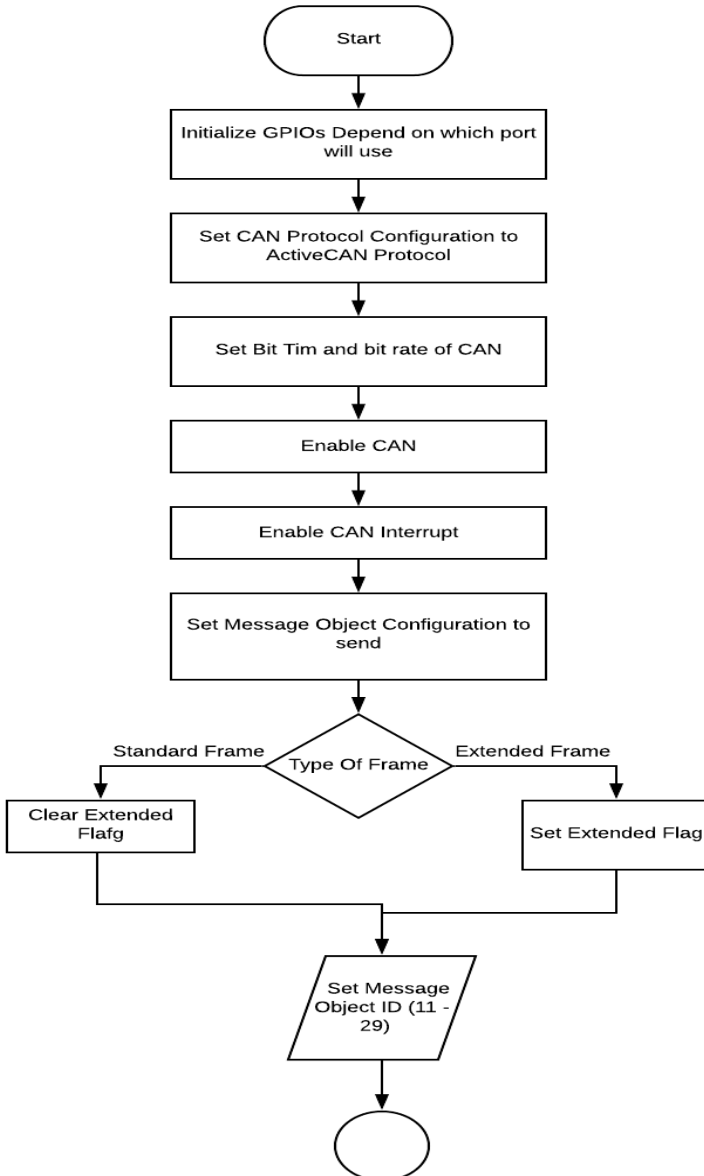 Start
Initialize GPIOs Depend on which port
will use
Set CAN Protocol Configuration to
ActiveCAN Protocol
Set Bit Tim and bit rate of CAN
Enable CAN
Enable CAN Interrupt
Set Message Object Configuration to
send
Type Of Frame
Standard Frame
Extended Frame
Clear Extended
Flafg
Set Extended Flag
Set Message
Object ID (11 -
29)